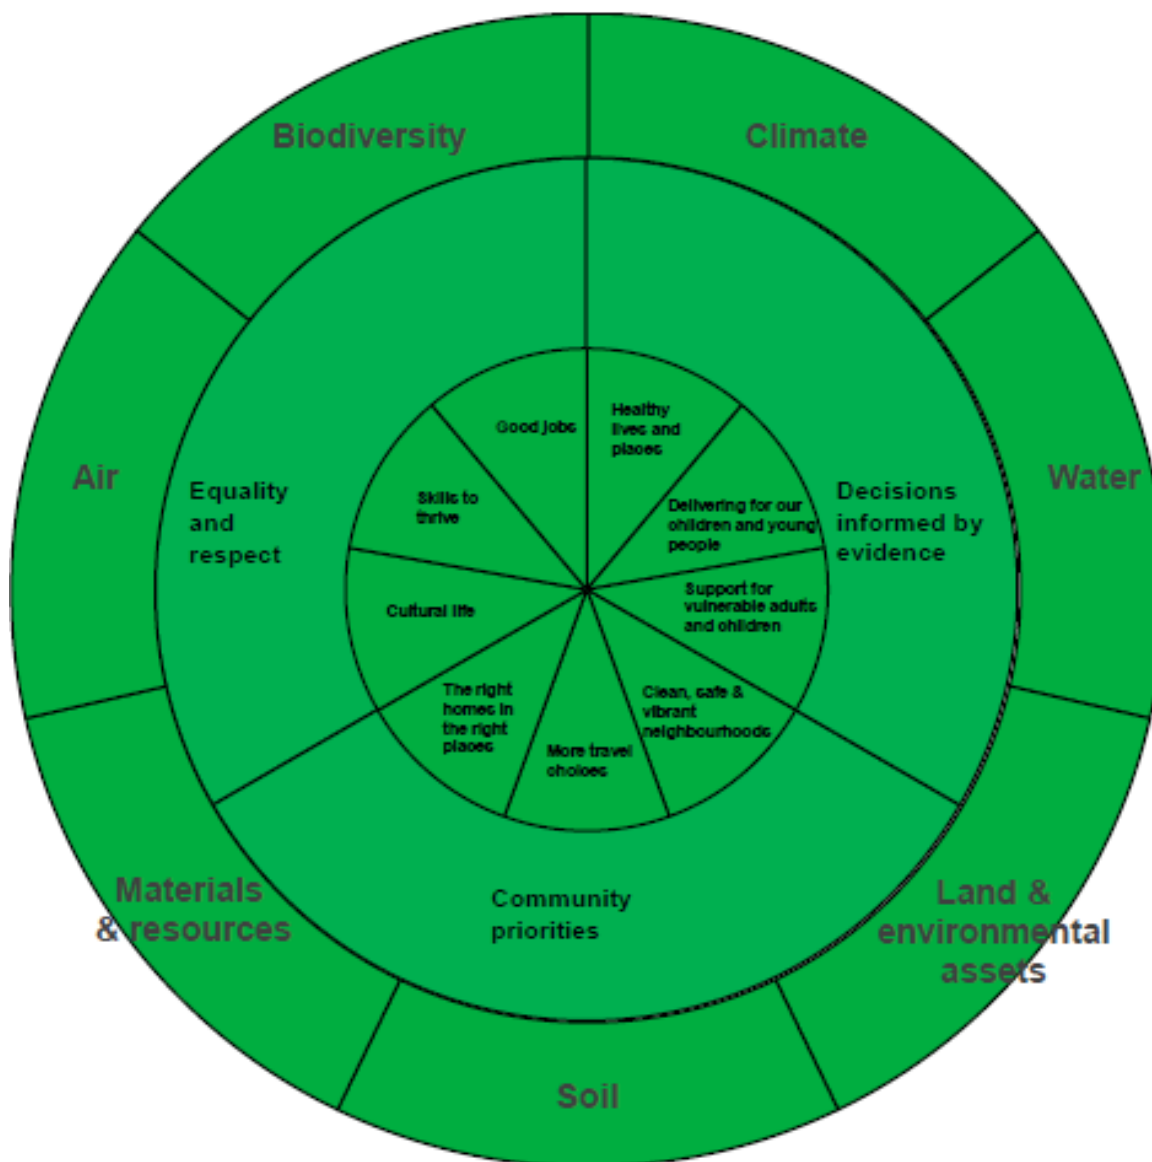 Biodiversity
Climate
Air
Water
Equality
and
respect
Decisions
informed by
evidence
Good jobs
Healthy
lives and
places
Skills to
thrive
Delivering for our
children and young
people
Cultural life
Support for
vulnerable adults
and children
The right
homes in
the right
places
More travel
choices
Clean, safe &
vibrant
neighbourhoods
Community
priorities
Materials
& resources
Land &
environmental
assets
Soil